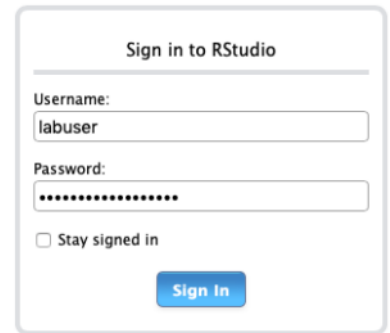 Sign in to RStudio
Username:
labuser
Password:
••••••••••••••••••
Stay signed in
Sign In